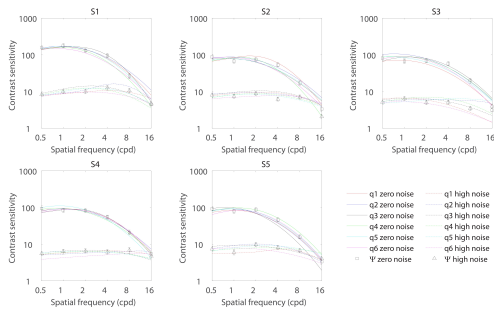 S1
1000
100
10
1
Contrast sensitivity
0.5 1 2 4 8 16
Spatial frequency (cpd)
S2
1000
100
10
1
Contrast sensitivity
0.5 1 2 4 8 16
Spatial frequency (cpd)
S3
1000
100
10
1
Contrast sensitivity
0.5 1 2 4 8 16
Spatial frequency (cpd)
S4
1000
100
10
1
Contrast sensitivity
0.5 1 2 4 8 16
Spatial frequency (cpd)
S5
1000
100
10
1
Contrast sensitivity
0.5 1 2 4 8 16
Spatial frequency (cpd)
q1 zero noise
q2 zero noise
q3 zero noise
q4 zero noise
q5 zero noise
q6 zero noise
Ψ zero noise
q1 high noise
q2 high noise
q3 high noise
q4 high noise
q5 high noise
q6 high noise
Ψ high noise